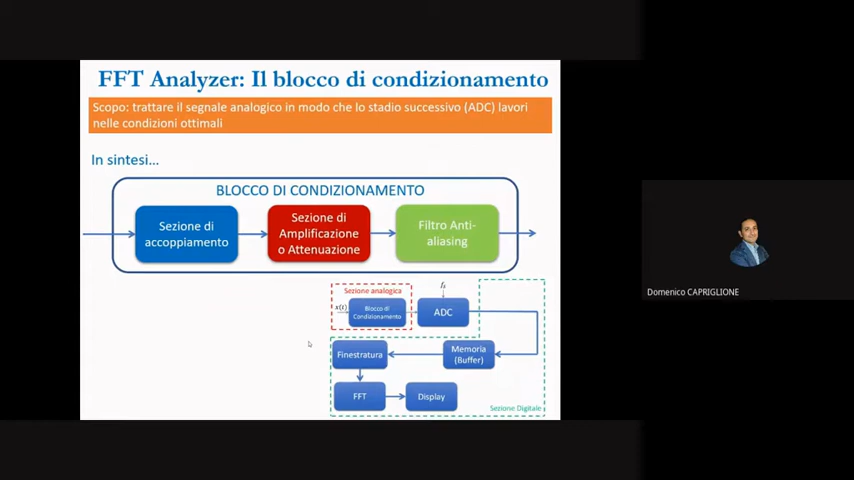 FFT Analyzer: Il blocco di condizionamento
Scopo: trattare il segnale analogico in modo che lo stadio successivo (ADC) lavori
nelle condizioni ottimali
In sintesi...
BLOCCO DI CONDIZIONAMENTO
Sezione di
accoppiamento
Sezione di
Amplificazione
o Attenuazione
Filtro Anti-
aliasing
Sezione analogica
x(t)
Blocco di
Condizionamento
ADC
Finestratura
Memoria
(Buffer)
FFT
Display
Sezione Digitale
Domenico CAPRIGLIONE